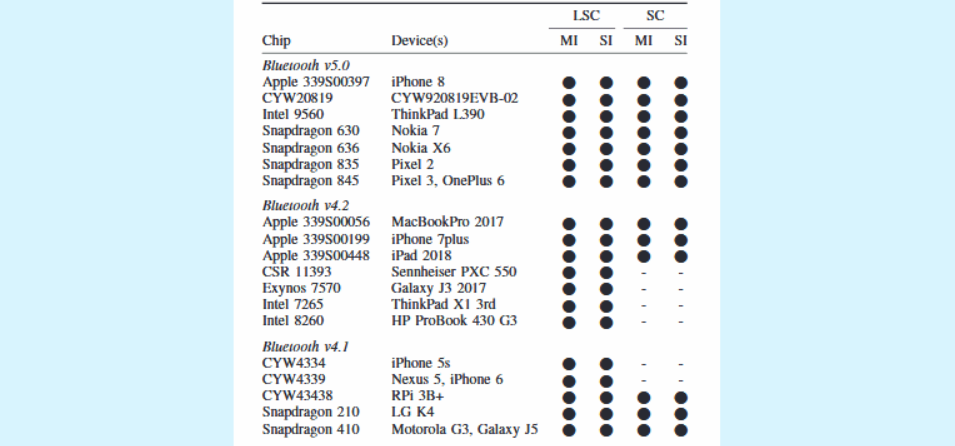 LSC SC
Chip Device(s) MI SI MI SI
Bluetooth v5.0
Apple 339S00397 iPhone 8 ● ● ● ●
CYW20819 CYW920819EVB-02 ● ● ● ●
Intel 9560 ThinkPad L390 ● ● ● ●
Snapdragon 630 Nokia 7 ● ● ● ●
Snapdragon 636 Nokia X6 ● ● ● ●
Snapdragon 835 Pixel 2 ● ● ● ●
Snapdragon 845 Pixel 3, OnePlus 6 ● ● ● ●
Bluetooth v4.2
Apple 339S00056 MacBookPro 2017 ● ● ● ●
Apple 339S00199 iPhone 7plus ● ● ● ●
Apple 339S00448 iPad 2018 ● ● ● ●
CSR 11393 Sennheiser PXC 550 ● ● - -
Exynos 7570 Galaxy J3 2017 ● ● - -
Intel 7265 ThinkPad X1 3rd ● ● - -
Intel 8260 HP ProBook 430 G3 ● ● - -
Bluetooth v4.1
CYW4334 iPhone 5s ● ● - -
CYW4339 Nexus 5, iPhone 6 ● ● - -
CYW43438 RPi 3B+ ● ● ● ●
Snapdragon 210 LG K4 ● ● ● ●
Snapdragon 410 Motorola G3, Galaxy J5 ● ● ● ●